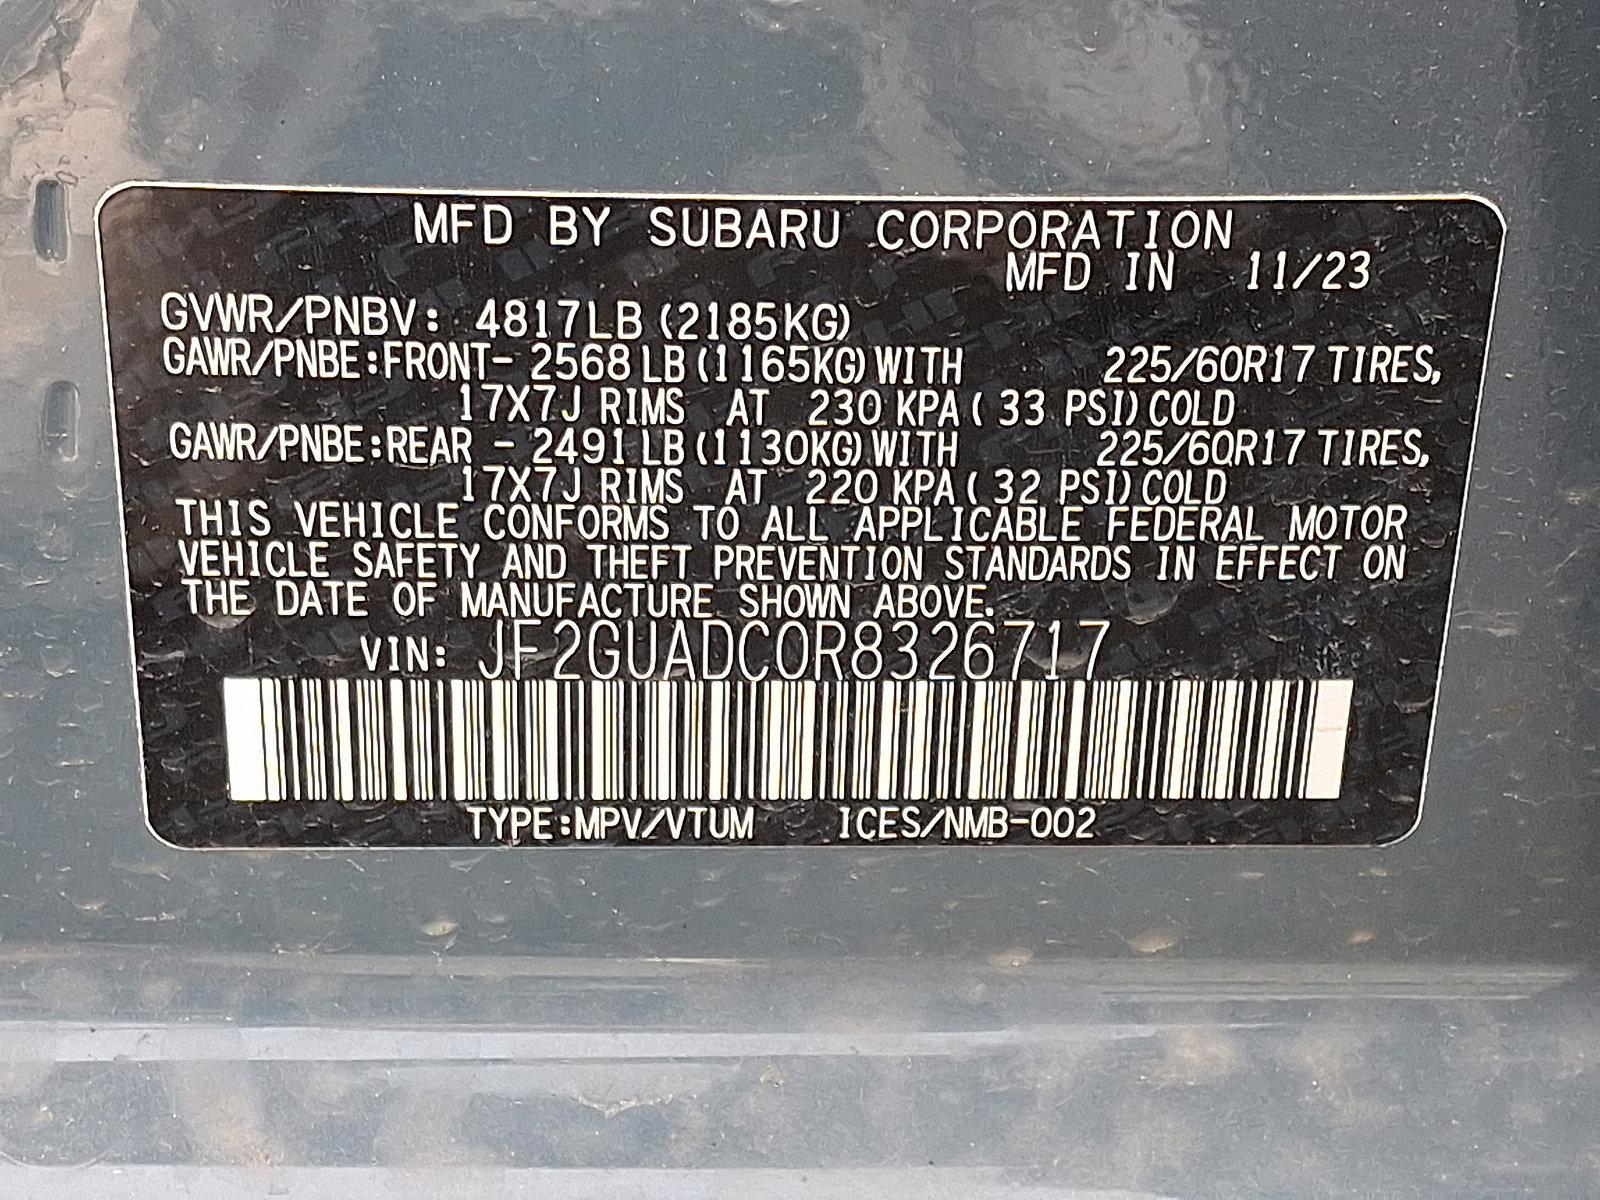 MFD BY SUBARU CORPORATION
MFD IN 11/23
GVWR/PNBV: 4817LB (2185KG)
GAWR/PNBE:FRONT- 2568 LB (1165KG) WITH 225/60R17 TIRES,
17X7J RIMS AT 230 KPA ( 33 PSI) COLD
GAWR/PNBE:REAR - 2491 LB (1130KG) WITH 225/60R17 TIRES,
17X7J RIMS AT 220 KPA ( 32 PSI) COLD
THIS VEHICLE CONFORMS TO ALL APPLICABLE FEDERAL MOTOR
VEHICLE SAFETY AND THEFT PREVENTION STANDARDS IN EFFECT ON
THE DATE OF MANUFACTURE SHOWN ABOVE.
VIN: JF2GUADC0R8326717
TYPE:MPV/VTUM ICES/NMB-002